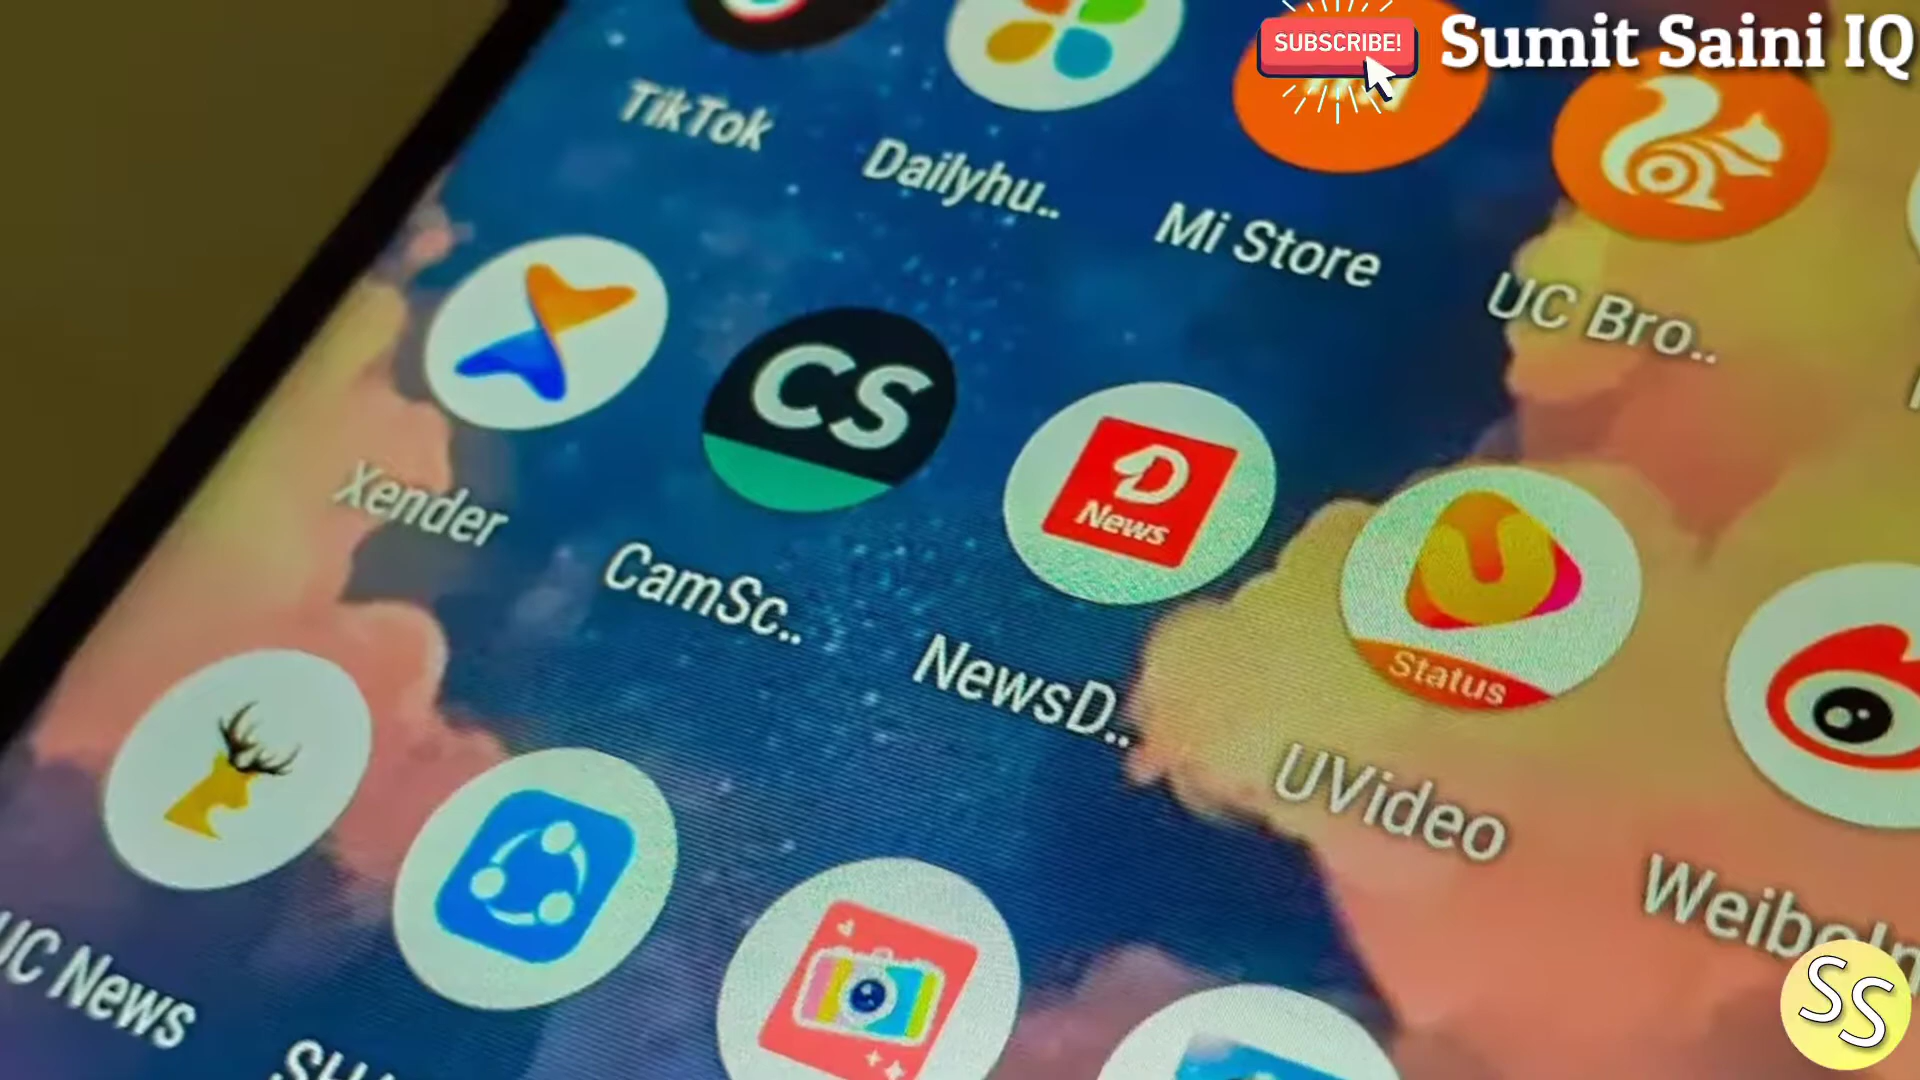 SUBSCRIBE!
Sumit Saini IQ
TikTok
Dailyhu..
Mi Store
UC Bro..
Xender
CS
CamSc..
D
News
NewsD..
Status
UVideo
UC News
SS